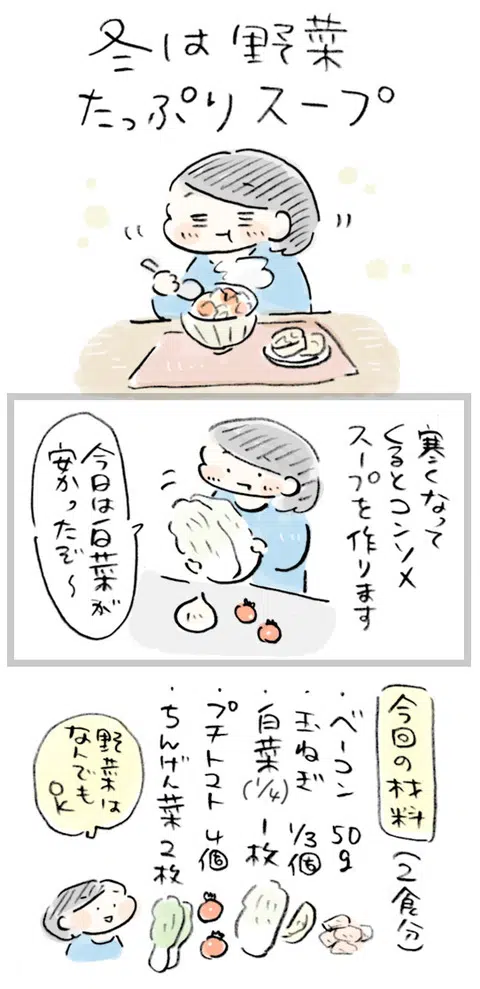 冬は野菜
たっぷりスープ
寒くなって
くるとコンソメ
スープを作ります
今日は白菜が
安かったぞ〜
今回の材料(2食分)
・ベーコン 50g
・玉ねぎ 1/3個
・白菜(1/4) 1枚
・プチトマト 4個
・ちんげん菜 2枚
野菜は
なんでも
OK